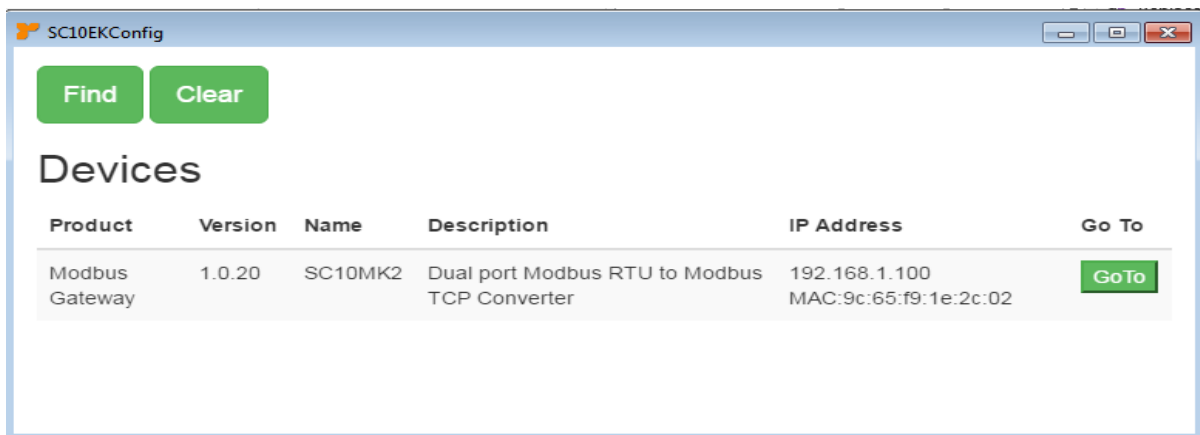 SC10EKConfig
Find Clear
Devices
Product Version Name Description IP Address Go To
Modbus 1.0.20 SC10MK2 Dual port Modbus RTU to Modbus 192.168.1.100 GoTo
Gateway TCP Converter MAC:9c:65:f9:1e:2c:02